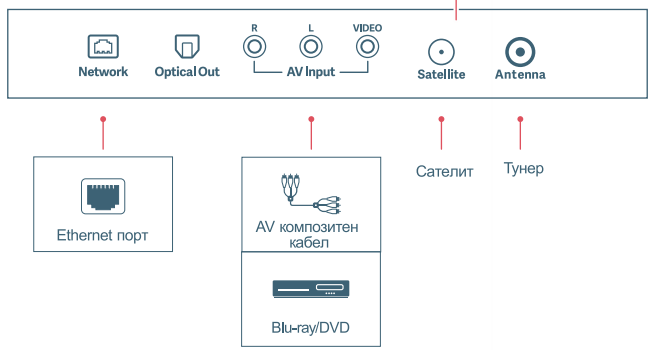 R L VIDEO
Network Optical Out AV Input Satellite Antenna
Сателит Тунер
Ethernet порт
AV композитен
кабел
Blu-ray/DVD